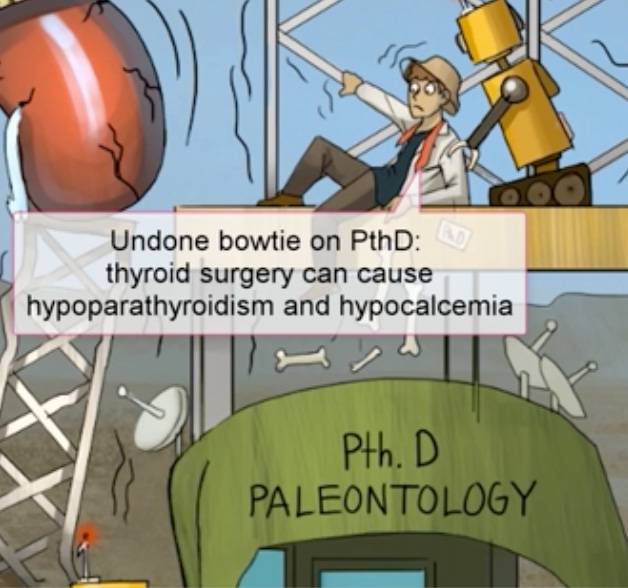 Undone bowtie on PthD:
thyroid surgery can cause
hypoparathyroidism and hypocalcemia
Pth. D
PALEONTOLOGY